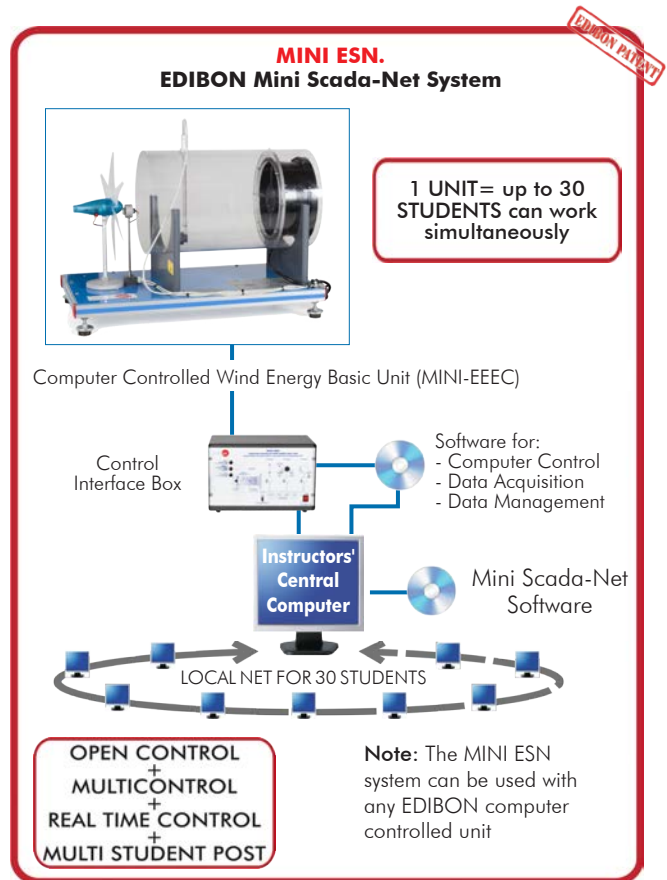 EDIBON PATENT
MINI ESN.
EDIBON Mini Scada-Net System
1 UNIT= up to 30
STUDENTS can work
simultaneously
Computer Controlled Wind Energy Basic Unit (MINI-EEEC)
Control
Interface Box
Software for:
- Computer Control
- Data Acquisition
- Data Management
Instructors'
Central
Computer
Mini Scada-Net
Software
LOCAL NET FOR 30 STUDENTS
OPEN CONTROL
+
MULTICONTROL
+
REAL TIME CONTROL
+
MULTI STUDENT POST
Note: The MINI ESN
system can be used with
any EDIBON computer
controlled unit